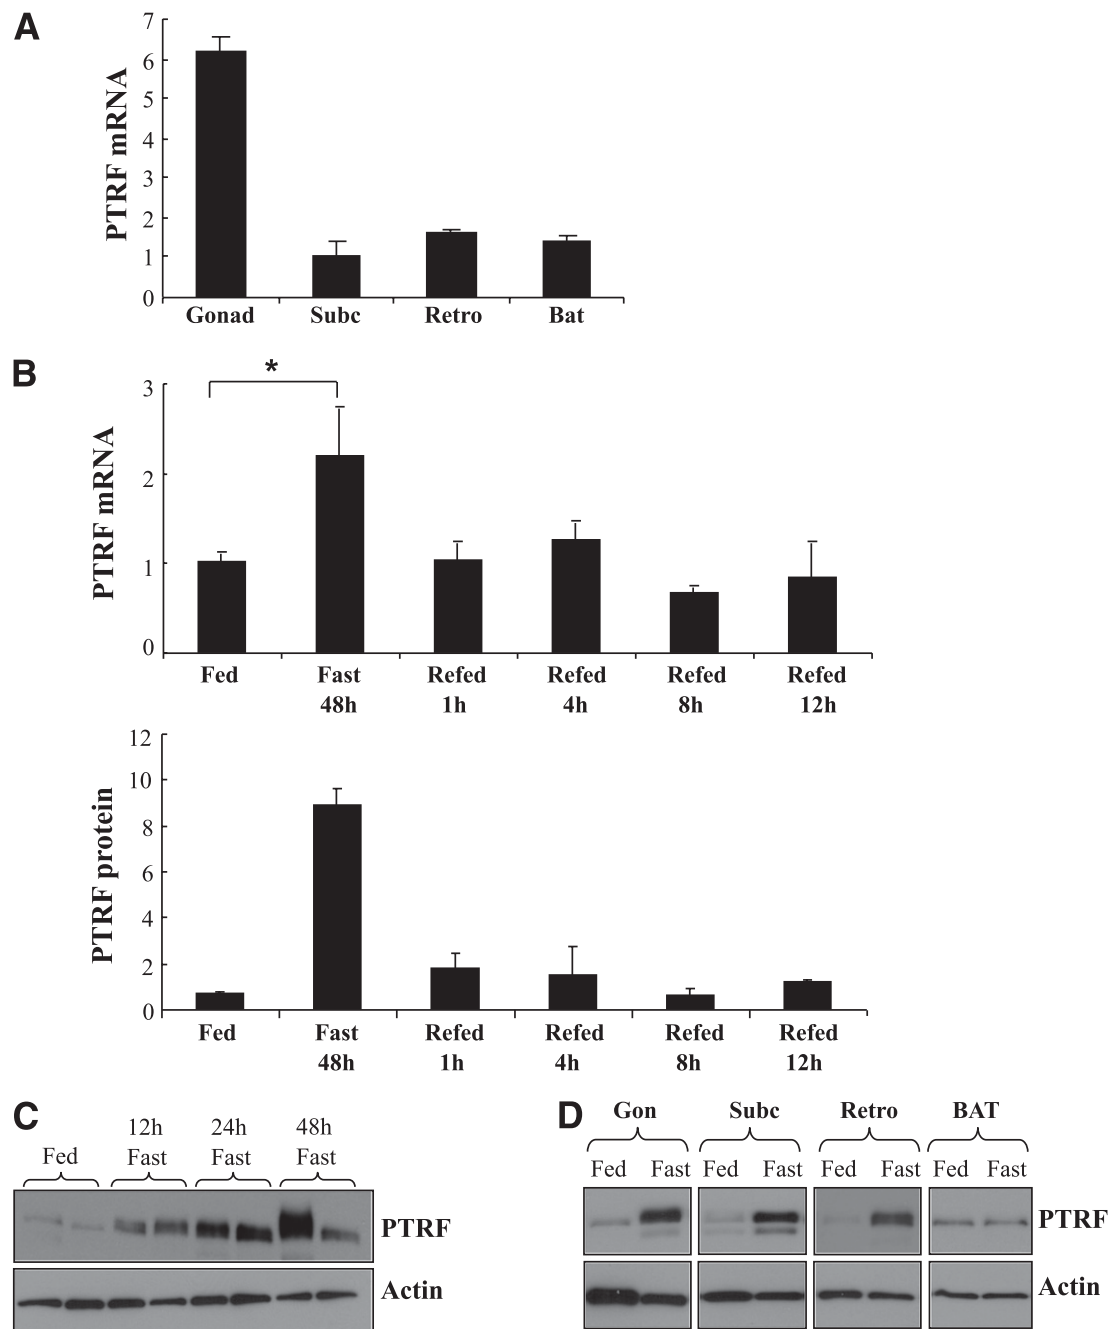 A
7
6
5
4
3
2
1
0
PTRF mRNA
Gonad Subc Retro Bat
B
*
3
2
1
0
PTRF mRNA
Fed Fast Refed Refed Refed Refed
48h 1h 4h 8h 12h
12
10
8
6
4
2
0
PTRF protein
Fed Fast Refed Refed Refed Refed
48h 1h 4h 8h 12h
C
12h 24h 48h
Fed Fast Fast Fast
PTRF
Actin
D
Gon Subc Retro BAT
Fed Fast Fed Fast Fed Fast Fed Fast
PTRF
Actin